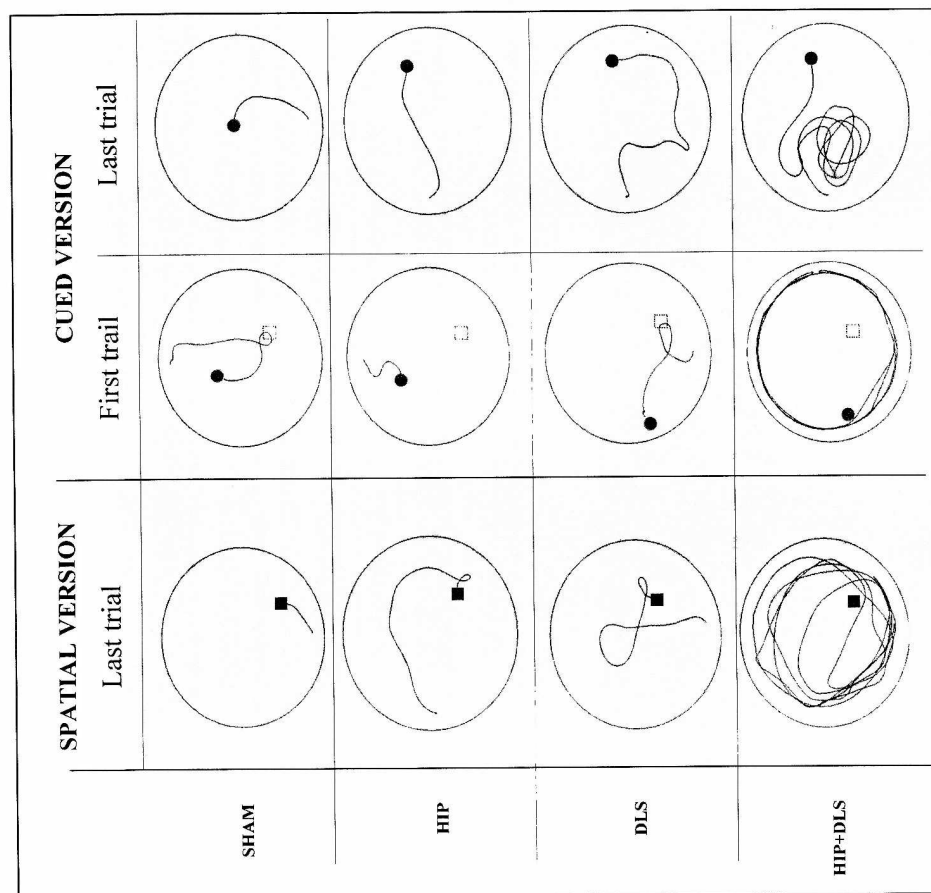 CUED VERSION
Last trial
First trail
SPATIAL VERSION
Last trial
SHAM
HIP
DLS
HIP+DLS